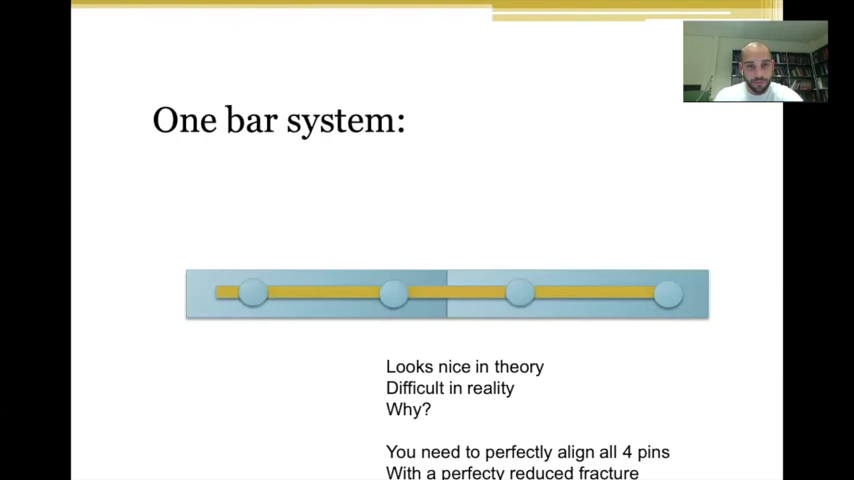 One bar system:
Looks nice in theory
Difficult in reality
Why?
You need to perfectly align all 4 pins
With a perfecty reduced fracture